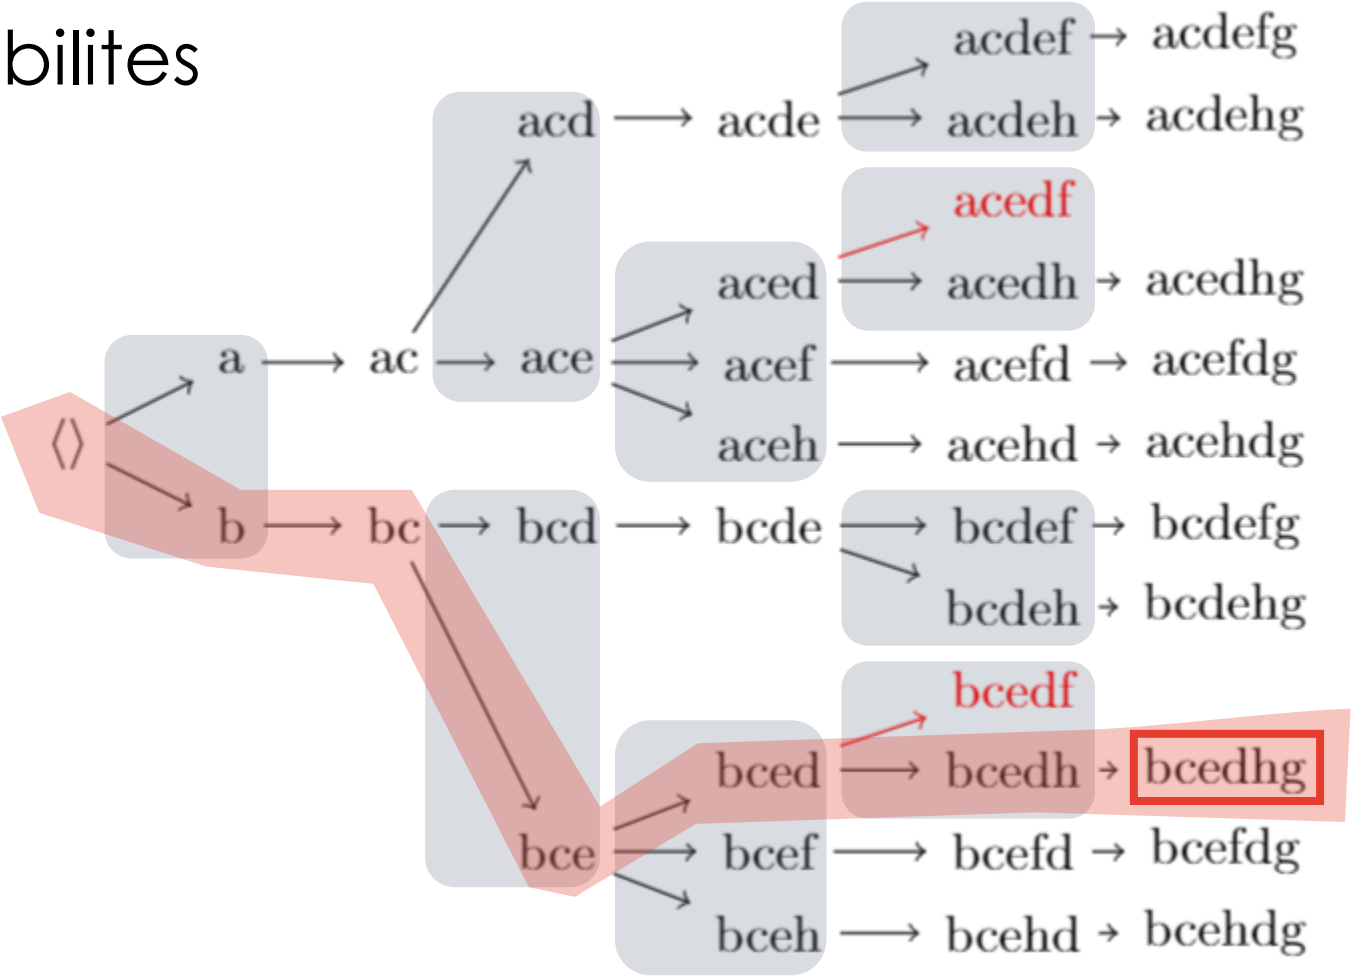 bilites
acdef → acdefg
acd → acde → acdeh → acdehg
acedf
aced → acedh → acedhg
a → ac → ace → acef → acefd → acefdg
⟨⟩
aceh → acehd → acehdg
b → bc → bcd → bcde → bcdef → bcdefg
bcdeh → bcdehg
bcedf
bced → bcedh → bcedhg
bce → bcef → bcefd → bcefdg
bceh → bcehd → bcehdg